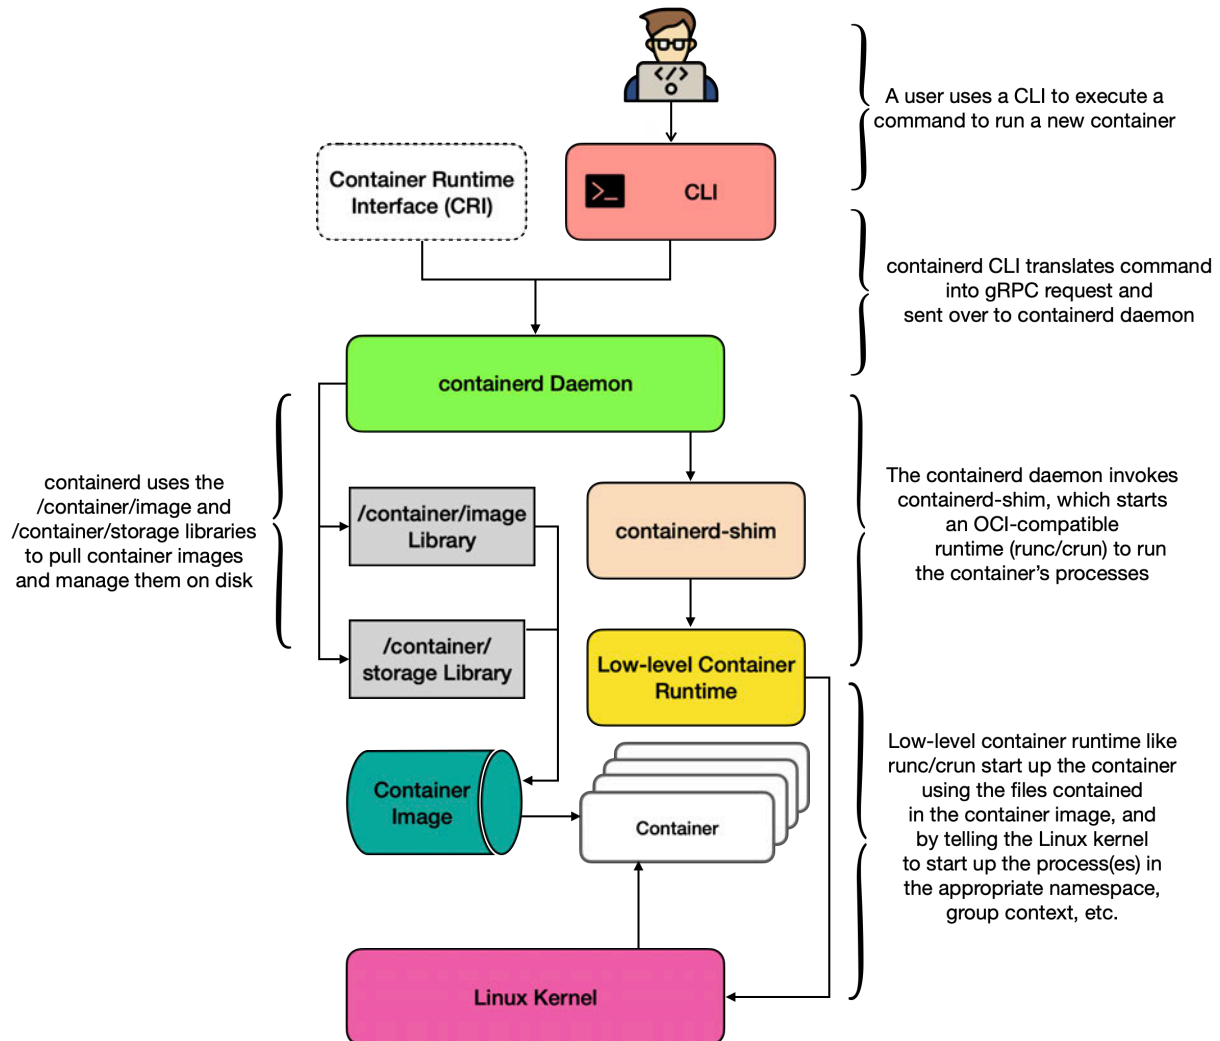 A user uses a CLI to execute a
command to run a new container
Container Runtime
Interface (CRI)
>_
CLI
</>
containerd CLI translates command
into gRPC request and
sent over to containerd daemon
containerd Daemon
containerd uses the
/container/image and
/container/storage libraries
to pull container images
and manage them on disk
/container/image
Library
containerd-shim
The containerd daemon invokes
containerd-shim, which starts
an OCI-compatible
runtime (runc/crun) to run
the container’s processes
/container/
storage Library
Low-level Container
Runtime
Container
Image
Container
Low-level container runtime like
runc/crun start up the container
using the files contained
in the container image, and
by telling the Linux kernel
to start up the process(es) in
the appropriate namespace,
group context, etc.
Linux Kernel